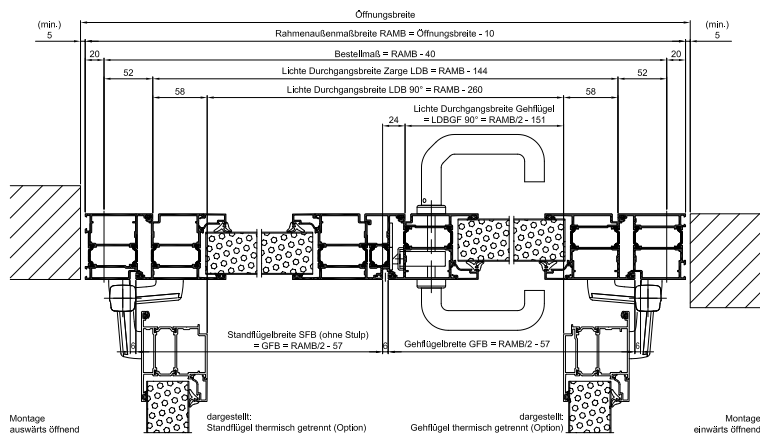 Öffnungsbreite
(min.)
5
Rahmenaußenmaßbreite RAMB = Öffnungsbreite - 10
(min.)
5
20
Bestellmaß = RAMB - 40
20
52
Lichte Durchgangsbreite Zarge LDB = RAMB - 144
52
58
Lichte Durchgangsbreite LDB 90° = RAMB - 260
58
24
Lichte Durchgangsbreite Gehflügel
= LDBGF 90° = RAMB/2 - 151
6
Standflügelbreite SFB (ohne Stulp)
= GFB = RAMB/2 - 57
6
Gehflügelbreite GFB = RAMB/2 - 57
6
Montage
auswärts öffnend
dargestellt:
Standflügel thermisch getrennt (Option)
dargestellt:
Gehflügel thermisch getrennt (Option)
Montage
einwärts öffnend